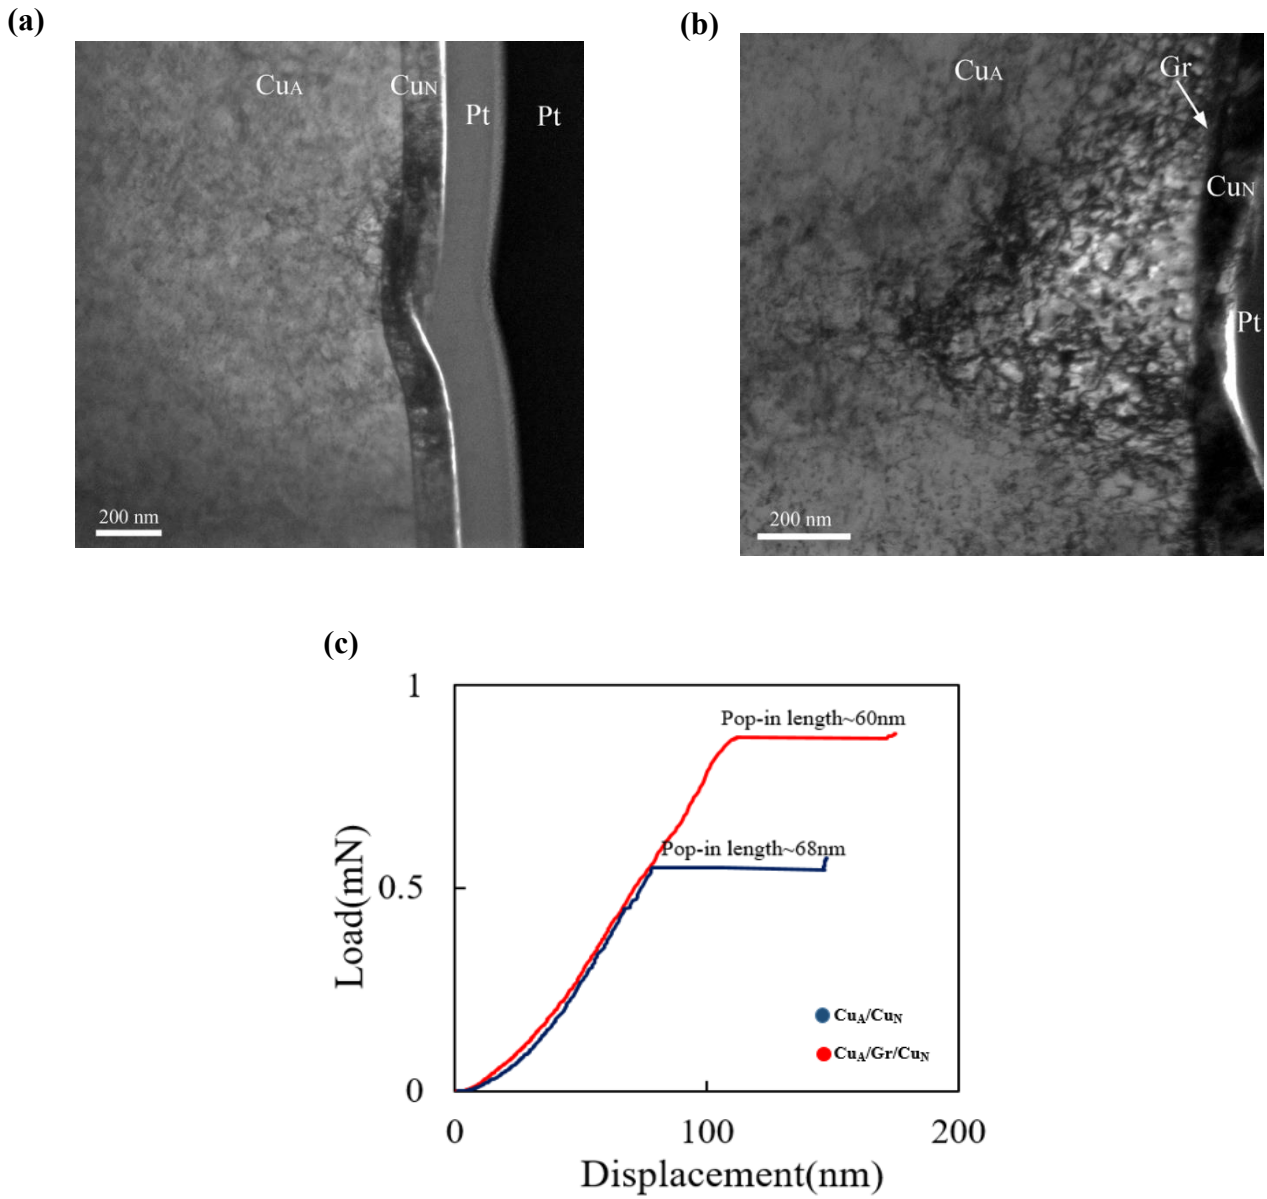 (a)
CuA
CuN
Pt
Pt
200 nm
(b)
CuA
Gr
CuN
Pt
200 nm
(c)
1
Pop-in length~60nm
Pop-in length~68nm
0.5
Load(mN)
CuA/CuN
CuA/Gr/CuN
0
0
100
200
Displacement(nm)